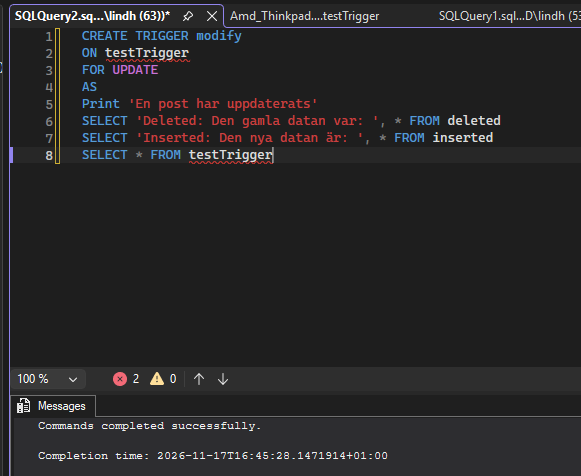 SQLQuery2.sq...\lindh (63))*
Amd_Thinkpad....testTrigger
SQLQuery1.sql...D\lindh (5
1 CREATE TRIGGER modify
2 ON testTrigger
3 FOR UPDATE
4 AS
5 Print 'En post har uppdaterats'
6 SELECT 'Deleted: Den gamla datan var: ', * FROM deleted
7 SELECT 'Inserted: Den nya datan är: ', * FROM inserted
8 SELECT * FROM testTrigger
100 %
2
0
Messages
Commands completed successfully.
Completion time: 2026-11-17T16:45:28.1471914+01:00